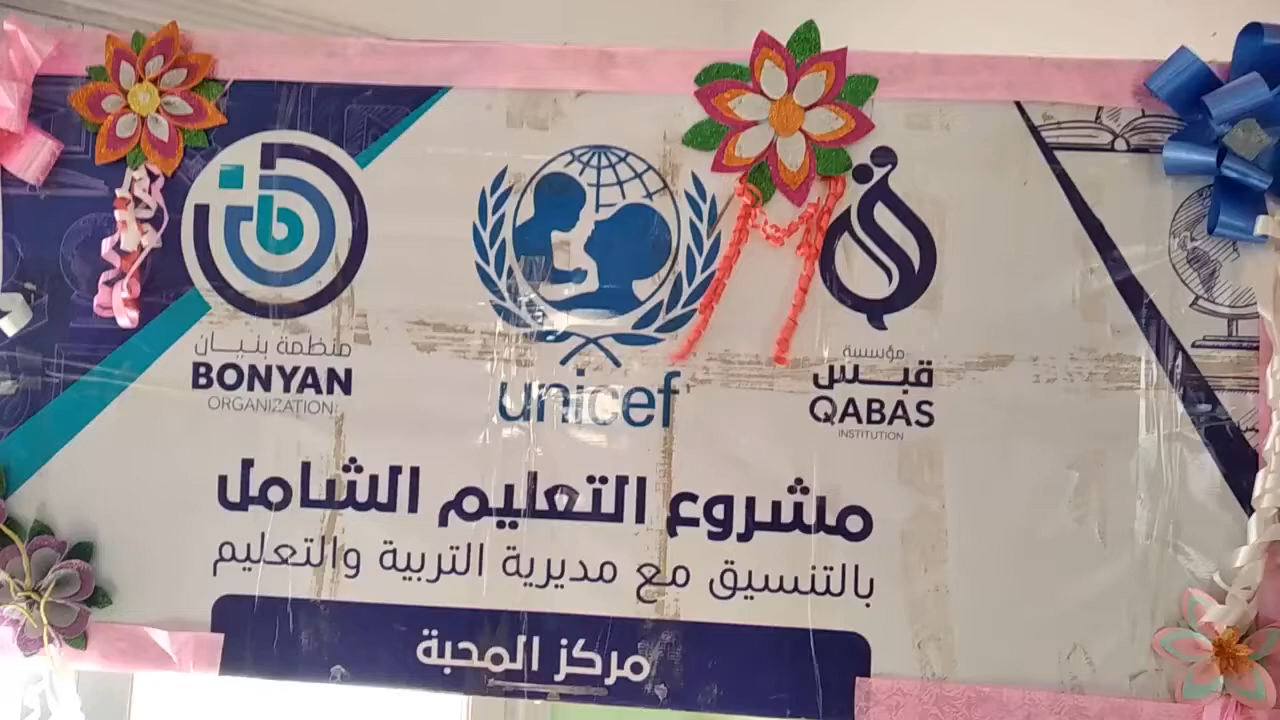 منظمة بنيان
BONYAN
ORGANIZATION
unicef
مؤسسة
قبس
QABAS
INSTITUTION
مشروع التعليم الشامل
بالتنسيق مع مديرية التربية والتعليم
مركز المحبة